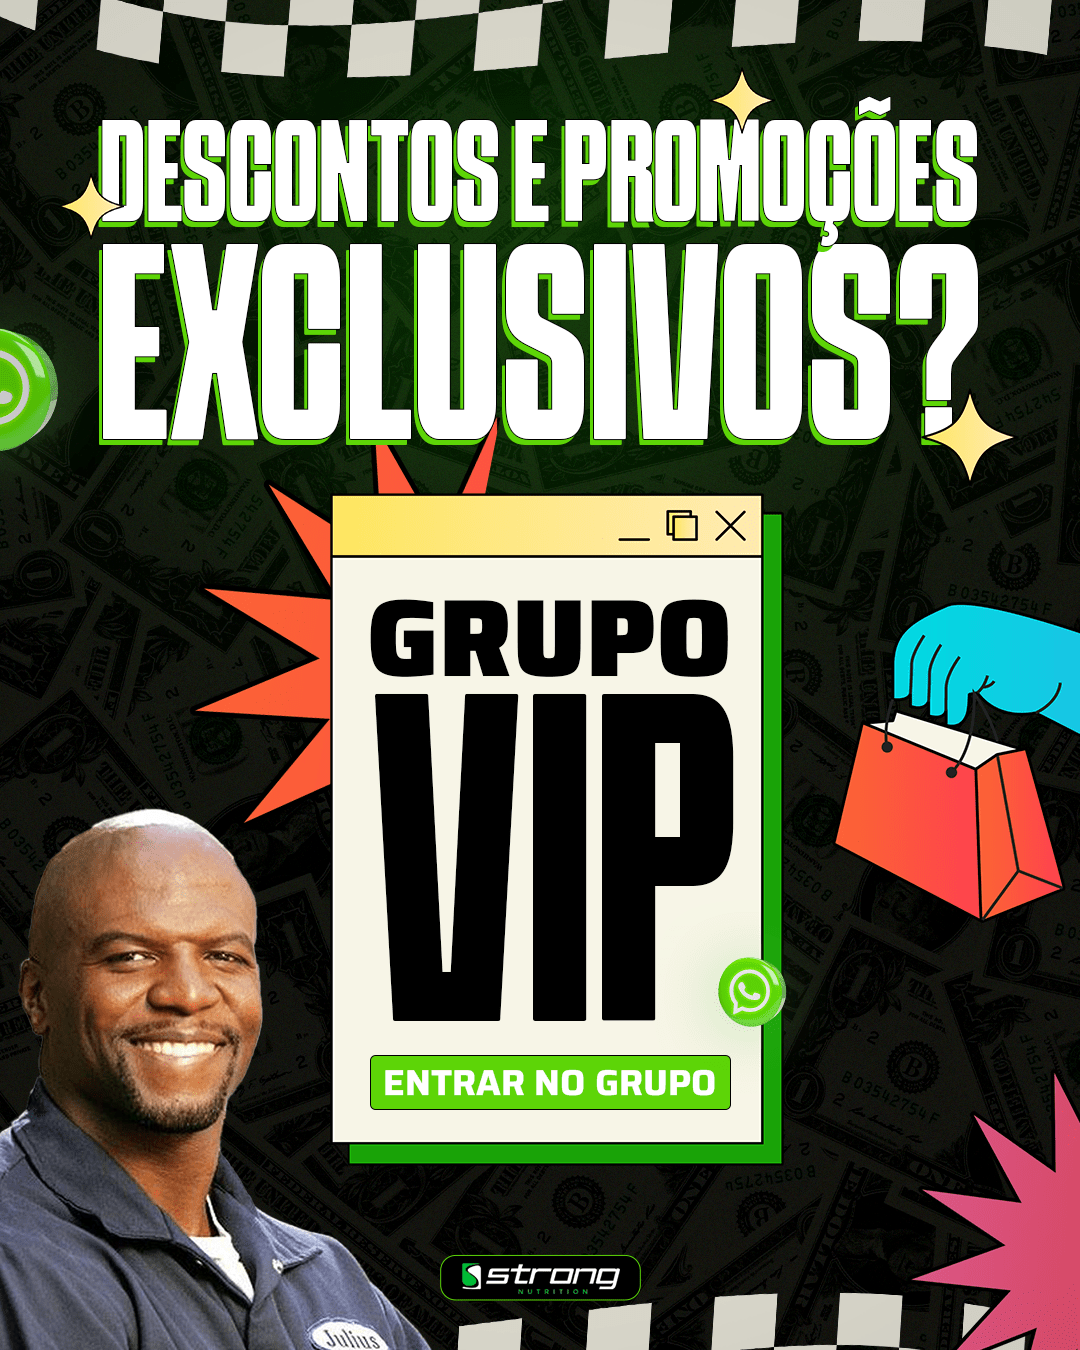 DESCONTOS E PROMOÇÕES
EXCLUSIVOS?
GRUPO
VIP
ENTRAR NO GRUPO
Julius
strong
NUTRITION